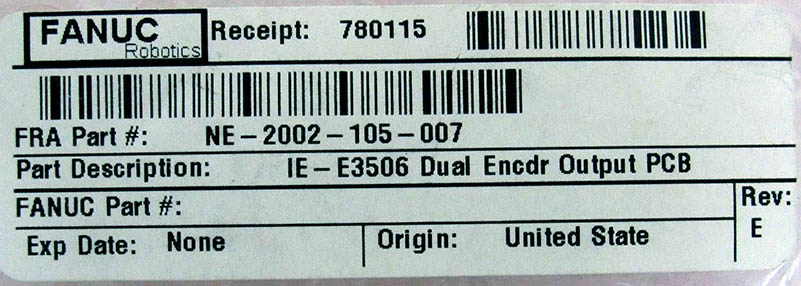 FANUC Robotics Receipt: 780115
FRA Part #: NE-2002-105-007
Part Description: IE-E3506 Dual Encdr Output PCB
FANUC Part #:
Rev: E
Exp Date: None Origin: United State